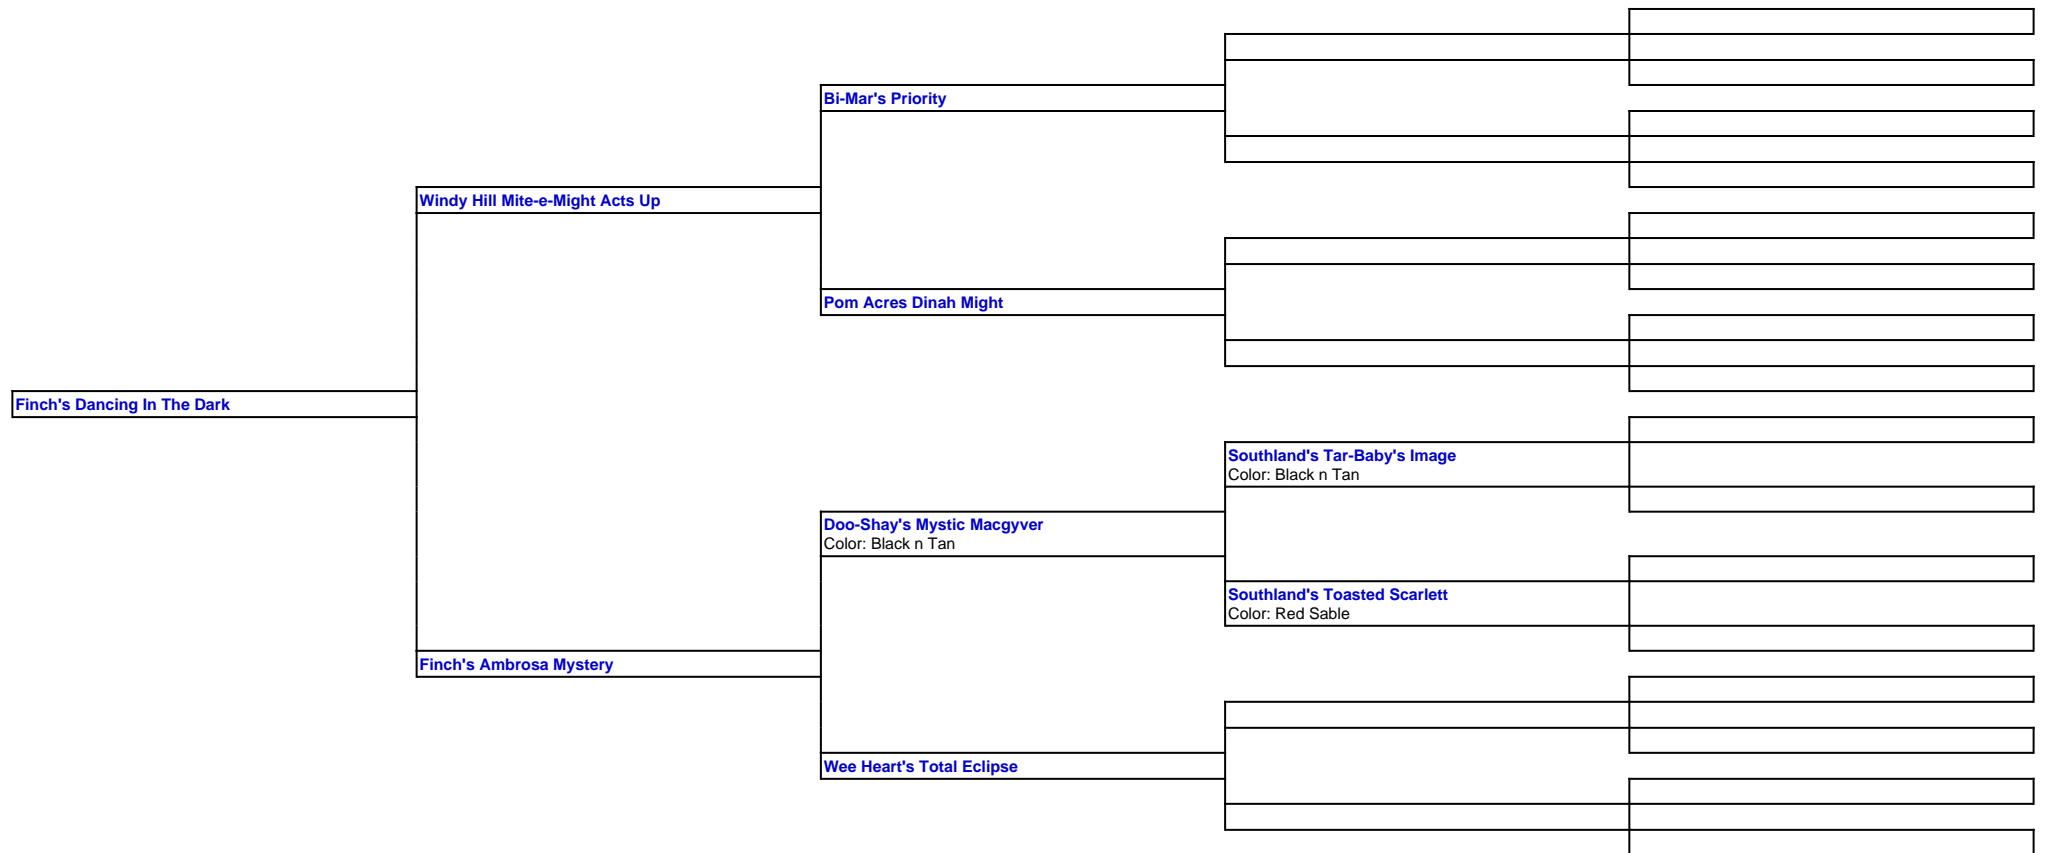 Bi-Mar's Priority
Windy Hill Mite-e-Might Acts Up
Pom Acres Dinah Might
Finch's Dancing In The Dark
Southland's Tar-Baby's Image
Color: Black n Tan
Doo-Shay's Mystic Macgyver
Color: Black n Tan
Southland's Toasted Scarlett
Color: Red Sable
Finch's Ambrosa Mystery
Wee Heart's Total Eclipse